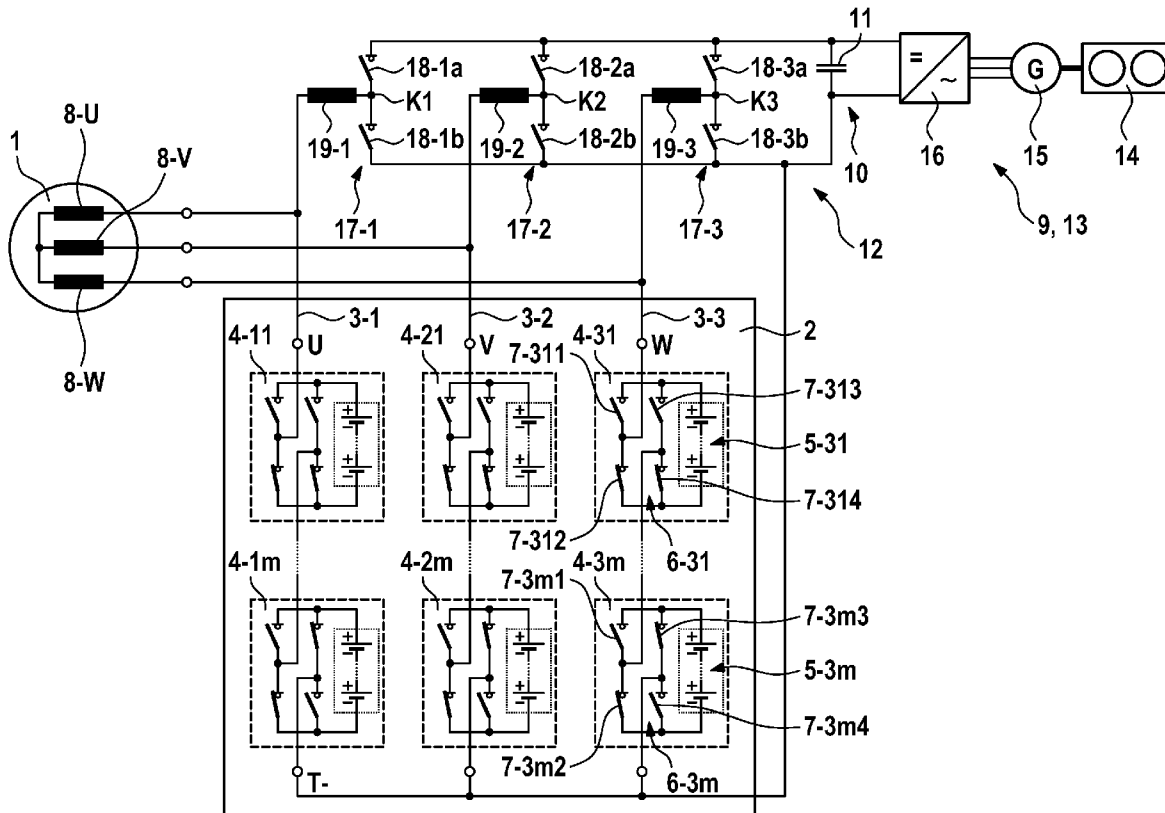 11
18-1a
18-2a
18-3a
=
~
G
K1
K2
K3
8-U
18-1b
18-2b
18-3b
10
16
15
14
1
8-V
19-1
19-2
19-3
17-1
17-2
17-3
12
9, 13
3-1
3-2
3-3
2
8-W
4-11
U
4-21
V
7-311
4-31
W
7-313
+
-
+
-
+
-
+
-
+
-
+
-
5-31
7-314
7-312
6-31
4-1m
4-2m
7-3m1
4-3m
7-3m3
+
-
+
-
+
-
+
-
+
-
+
-
5-3m
7-3m4
7-3m2
6-3m
T-